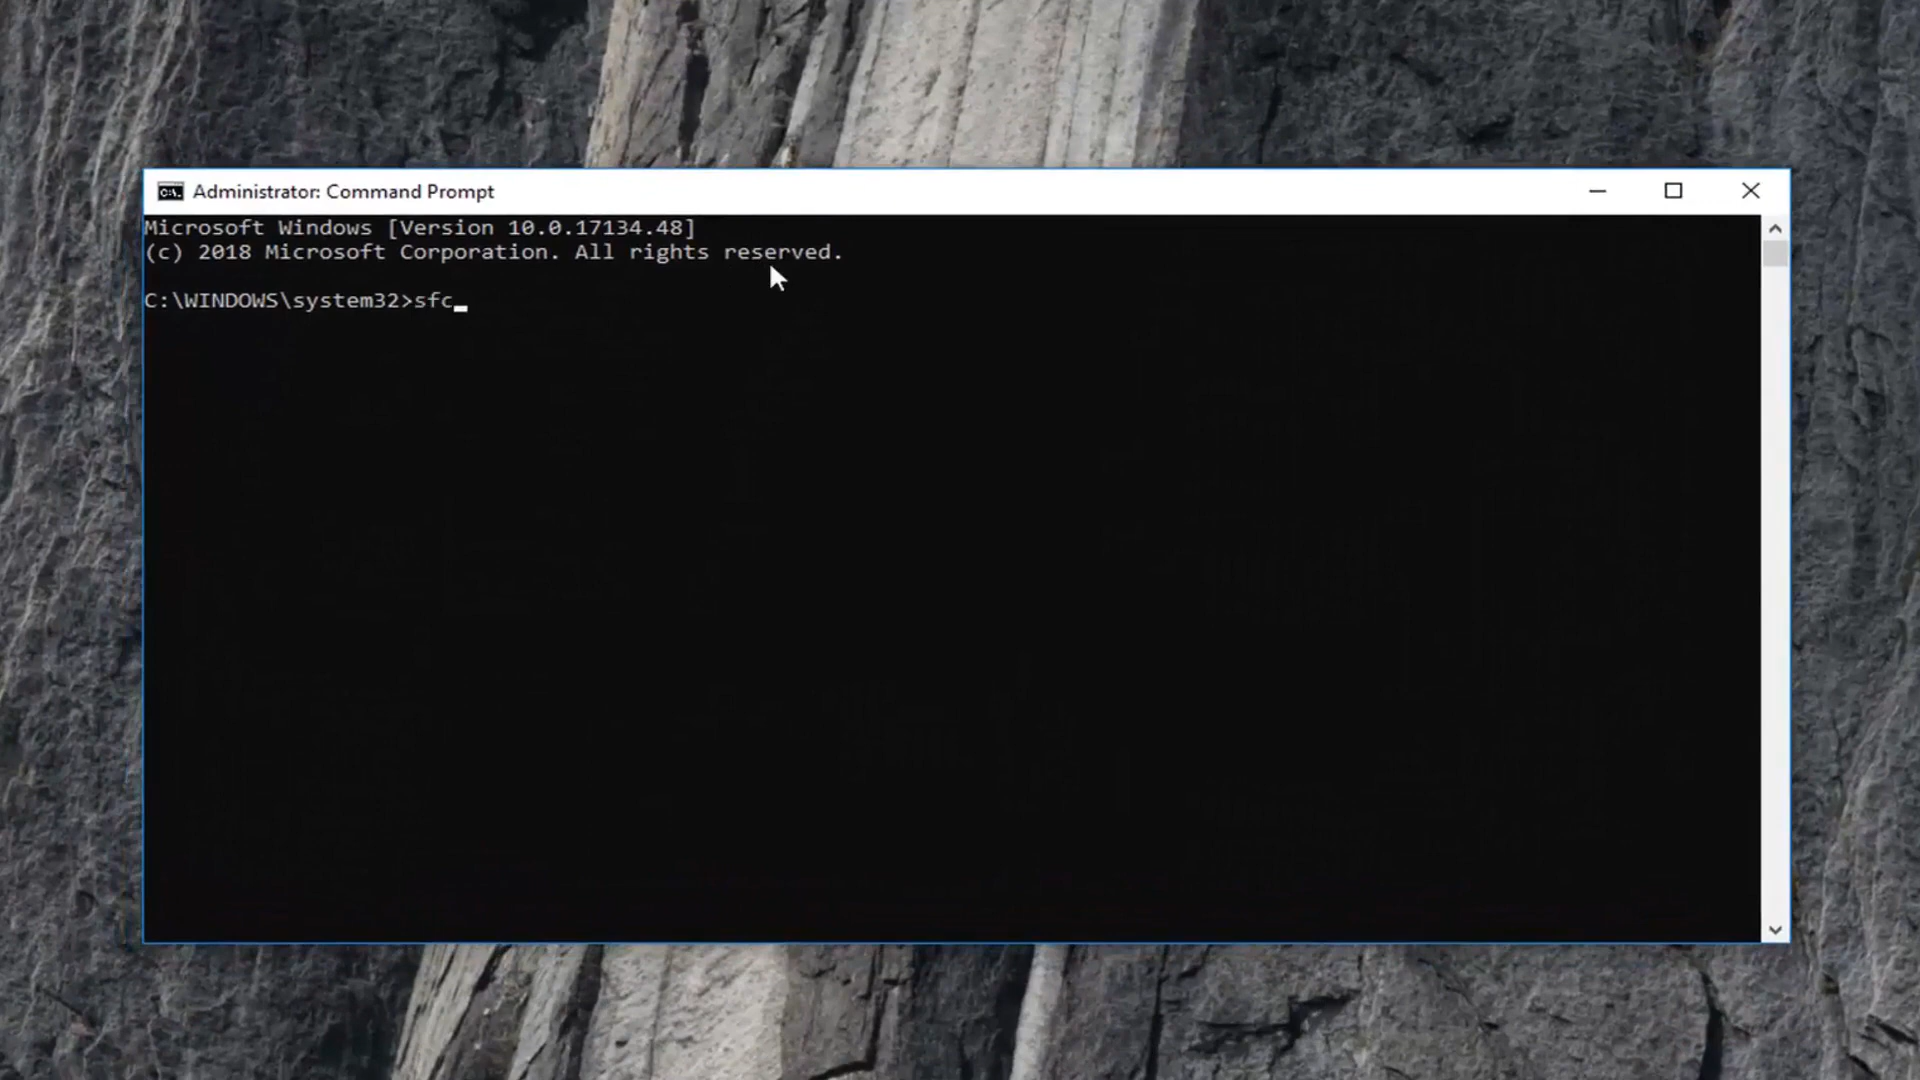 Administrator: Command Prompt
Microsoft Windows [Version 10.0.17134.48]
(c) 2018 Microsoft Corporation. All rights reserved.
C:\WINDOWS\system32>sfc